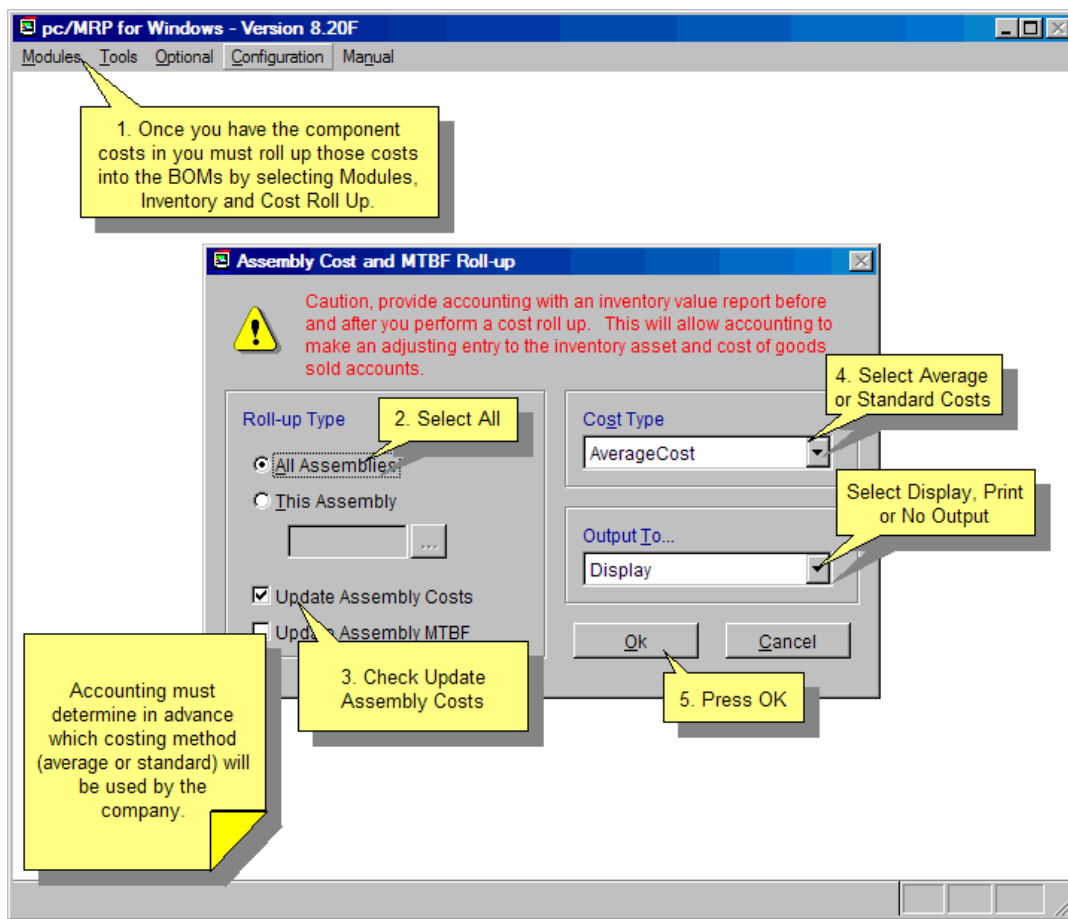 pc/MRP for Windows - Version 8.20F
Modules Tools Optional Configuration Manual
1. Once you have the component
costs in you must roll up those costs
into the BOMs by selecting Modules,
Inventory and Cost Roll Up.
Assembly Cost and MTBF Roll-up
Caution, provide accounting with an inventory value report before
and after you perform a cost roll up. This will allow accounting to
make an adjusting entry to the inventory asset and cost of goods
sold accounts.
Roll-up Type
2. Select All
All Assemblies
This Assembly
...
Update Assembly Costs
Update Assembly MTBF
3. Check Update
Assembly Costs
4. Select Average
or Standard Costs
Cost Type
AverageCost
Select Display, Print
or No Output
Output To...
Display
Ok
Cancel
5. Press OK
Accounting must
determine in advance
which costing method
(average or standard) will
be used by the
company.